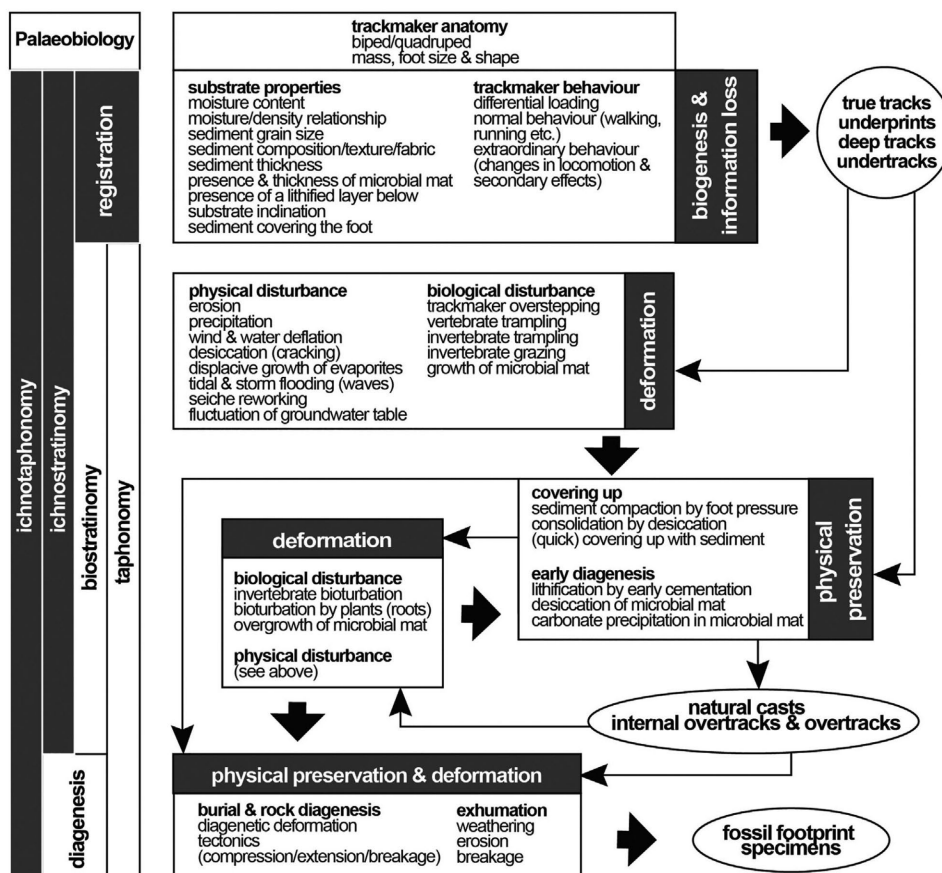 Palaeobiology
trackmaker anatomy
biped/quadruped
mass, foot size & shape
substrate properties
moisture content
moisture/density relationship
sediment grain size
sediment composition/texture/fabric
sediment thickness
presence & thickness of microbial mat
presence of a lithified layer below
substrate inclination
sediment covering the foot
trackmaker behaviour
differential loading
normal behaviour (walking,
running etc.)
extraordinary behaviour
(changes in locomotion &
secondary effects)
biogenesis &
information loss
true tracks
underprints
deep tracks
undertracks
registration
physical disturbance
erosion
precipitation
wind & water deflation
desiccation (cracking)
displacive growth of evaporites
tidal & storm flooding (waves)
seiche reworking
fluctuation of groundwater table
biological disturbance
trackmaker overstepping
vertebrate trampling
invertebrate trampling
invertebrate grazing
growth of microbial mat
deformation
ichnotaphonomy
ichnostratinomy
biostratinomy
taphonomy
covering up
sediment compaction by foot pressure
consolidation by desiccation
(quick) covering up with sediment
early diagenesis
lithification by early cementation
desiccation of microbial mat
carbonate precipitation in microbial mat
physical
preservation
deformation
biological disturbance
invertebrate bioturbation
bioturbation by plants (roots)
overgrowth of microbial mat
physical disturbance
(see above)
natural casts
internal overtracks & overtracks
diagenesis
physical preservation & deformation
burial & rock diagenesis
diagenetic deformation
tectonics
(compression/extension/breakage)
exhumation
weathering
erosion
breakage
fossil footprint
specimens